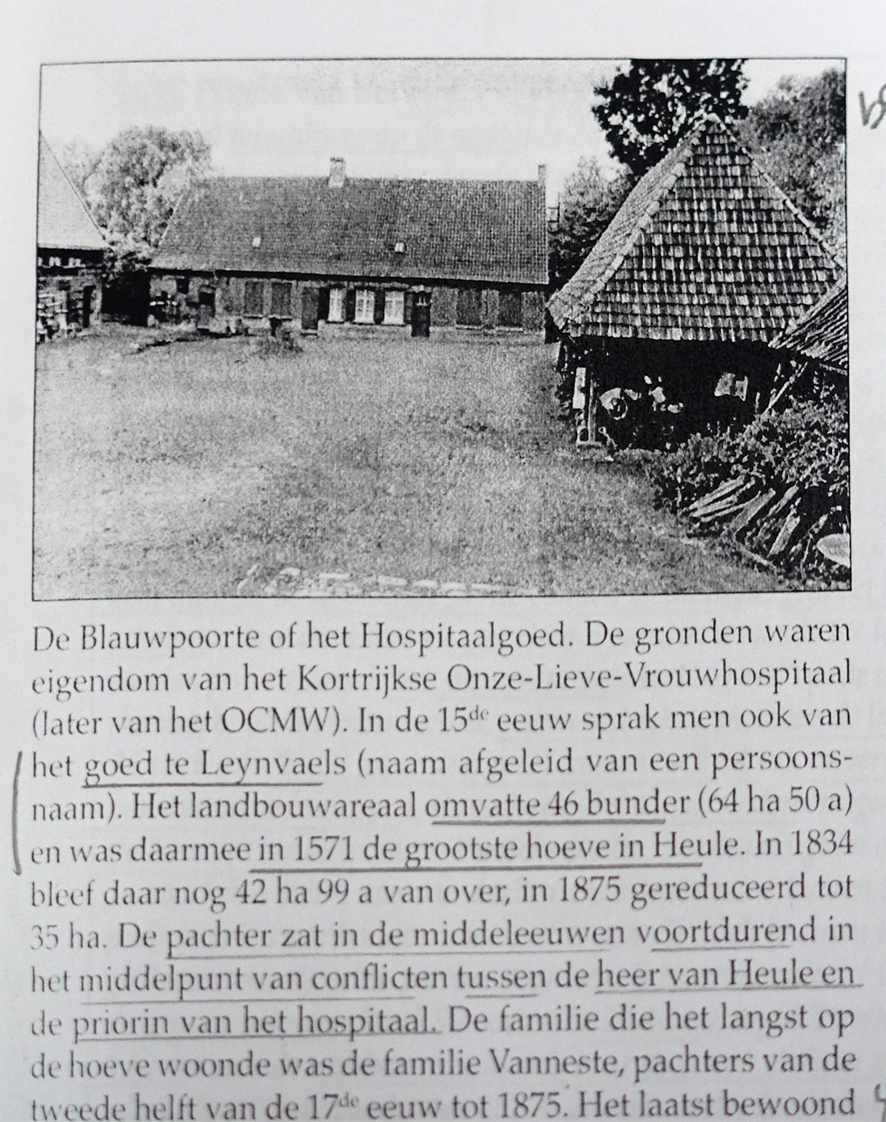 De Blauwpoorte of het Hospitaalgoed. De gronden waren
eigendom van het Kortrijkse Onze-Lieve-Vrouwhospitaal
(later van het OCMW). In de 15de eeuw sprak men ook van
het goed te Leynvaels (naam afgeleid van een persoons-
naam). Het landbouwareaal omvatte 46 bunder (64 ha 50 a)
en was daarmee in 1571 de grootste hoeve in Heule. In 1834
bleef daar nog 42 ha 99 a van over, in 1875 gereduceerd tot
35 ha. De pachter zat in de middeleeuwen voortdurend in
het middelpunt van conflicten tussen de heer van Heule en
de priorin van het hospitaal. De familie die het langst op
de hoeve woonde was de familie Vanneste, pachters van de
tweede helft van de 17de eeuw tot 1875. Het laatst bewoond